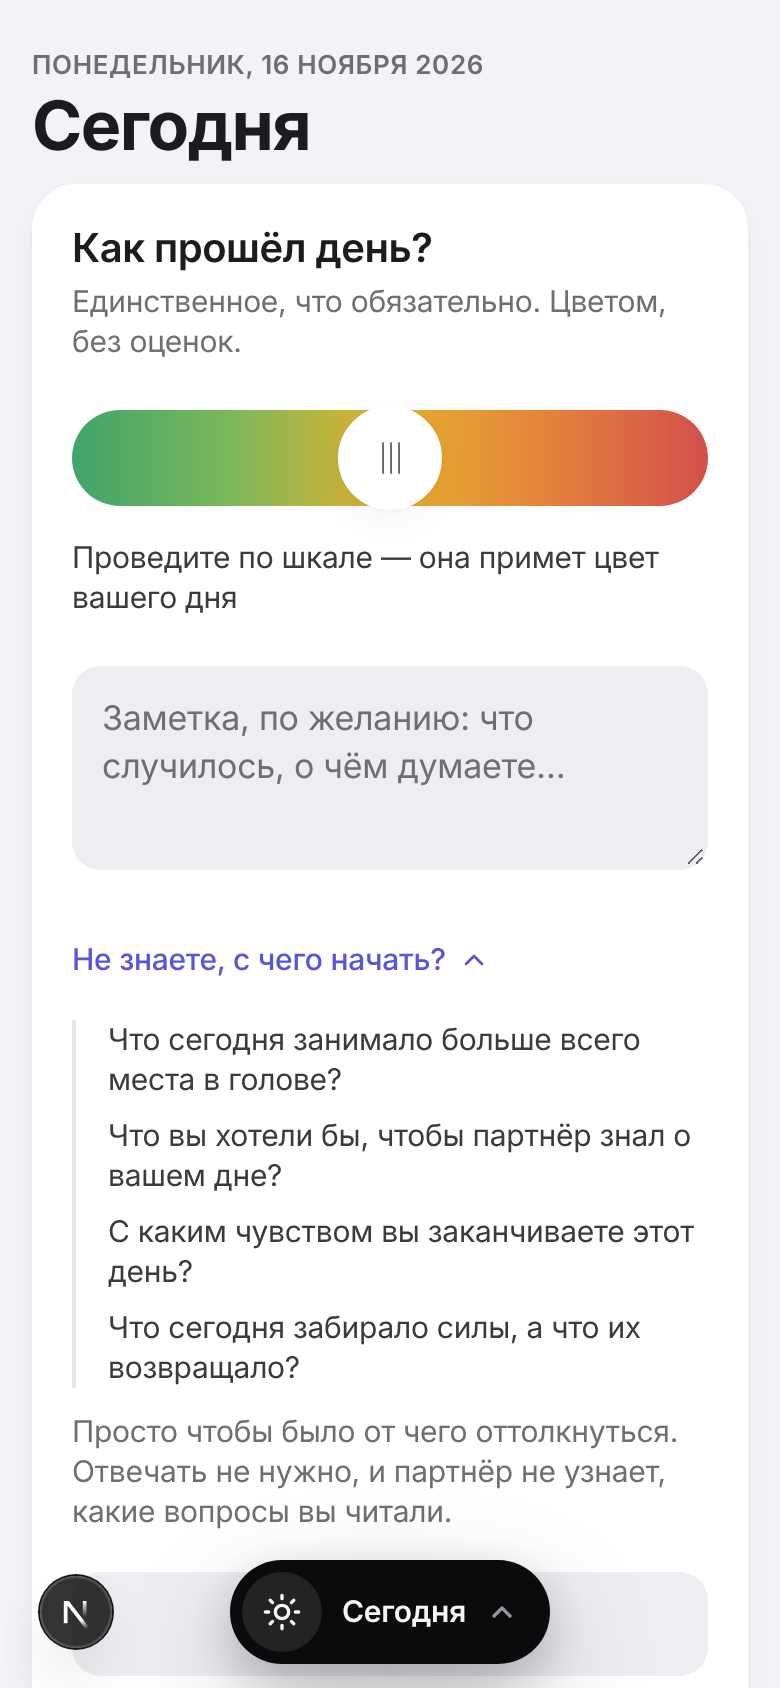 ПОНЕДЕЛЬНИК, 16 НОЯБРЯ 2026
Сегодня
Как прошёл день?
Единственное, что обязательно. Цветом,
без оценок.
Проведите по шкале — она примет цвет
вашего дня
Заметка, по желанию: что
случилось, о чём думаете...
Не знаете, с чего начать?
Что сегодня занимало больше всего
места в голове?
Что вы хотели бы, чтобы партнёр знал о
вашем дне?
С каким чувством вы заканчиваете этот
день?
Что сегодня забирало силы, а что их
возвращало?
Просто чтобы было от чего оттолкнуться.
Отвечать не нужно, и партнёр не узнает,
какие вопросы вы читали.
N
Сегодня